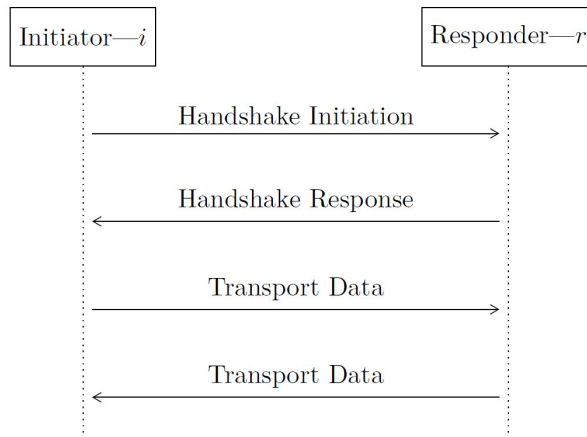 Initiator—i
Responder—r
Handshake Initiation
Handshake Response
Transport Data
Transport Data